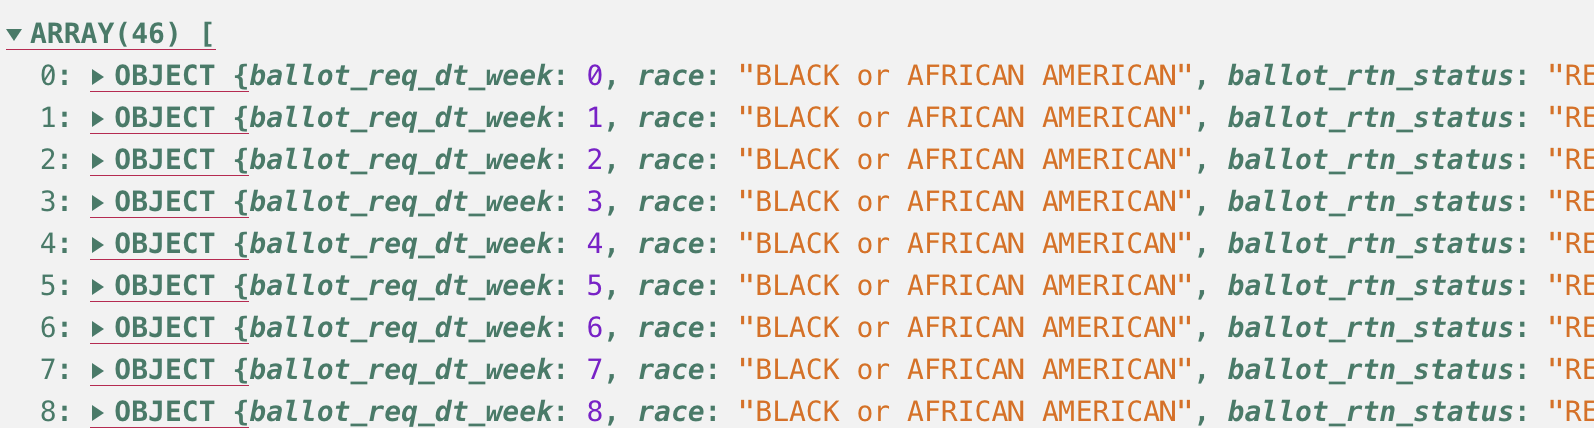 ARRAY(46) [
0: OBJECT {ballot_req_dt_week: 0, race: "BLACK or AFRICAN AMERICAN", ballot_rtn_status: "RE
1: OBJECT {ballot_req_dt_week: 1, race: "BLACK or AFRICAN AMERICAN", ballot_rtn_status: "RE
2: OBJECT {ballot_req_dt_week: 2, race: "BLACK or AFRICAN AMERICAN", ballot_rtn_status: "RE
3: OBJECT {ballot_req_dt_week: 3, race: "BLACK or AFRICAN AMERICAN", ballot_rtn_status: "RE
4: OBJECT {ballot_req_dt_week: 4, race: "BLACK or AFRICAN AMERICAN", ballot_rtn_status: "RE
5: OBJECT {ballot_req_dt_week: 5, race: "BLACK or AFRICAN AMERICAN", ballot_rtn_status: "RE
6: OBJECT {ballot_req_dt_week: 6, race: "BLACK or AFRICAN AMERICAN", ballot_rtn_status: "RE
7: OBJECT {ballot_req_dt_week: 7, race: "BLACK or AFRICAN AMERICAN", ballot_rtn_status: "RE
8: OBJECT {ballot_req_dt_week: 8, race: "BLACK or AFRICAN AMERICAN", ballot_rtn_status: "RE